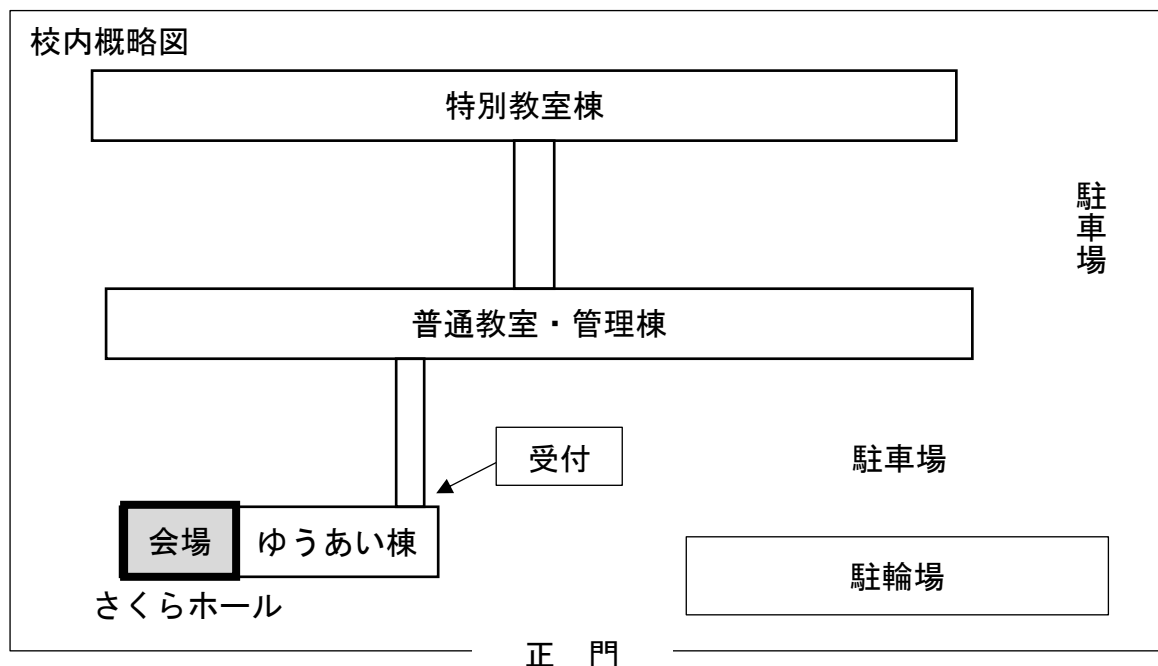 校内概略図
特別教室棟
駐車場
普通教室・管理棟
受付
駐車場
会場
ゆうあい棟
駐輪場
さくらホール
正　門